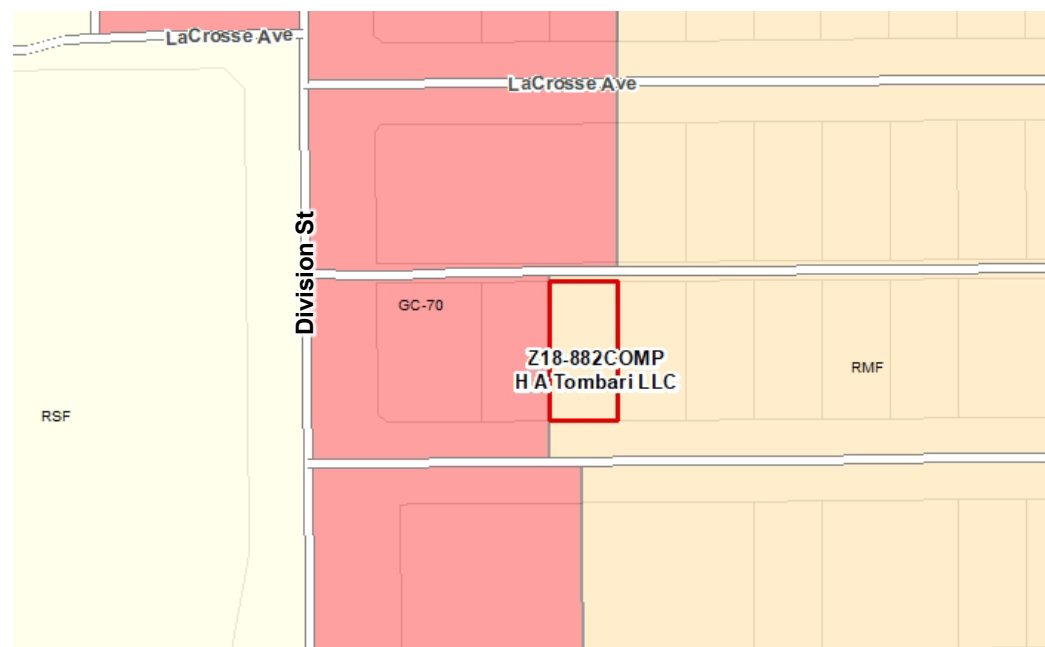 LaCrosse Ave
LaCrosse Ave
Division St
GC-70
Z18-882COMP
H A Tombari LLC
RMF
RSF